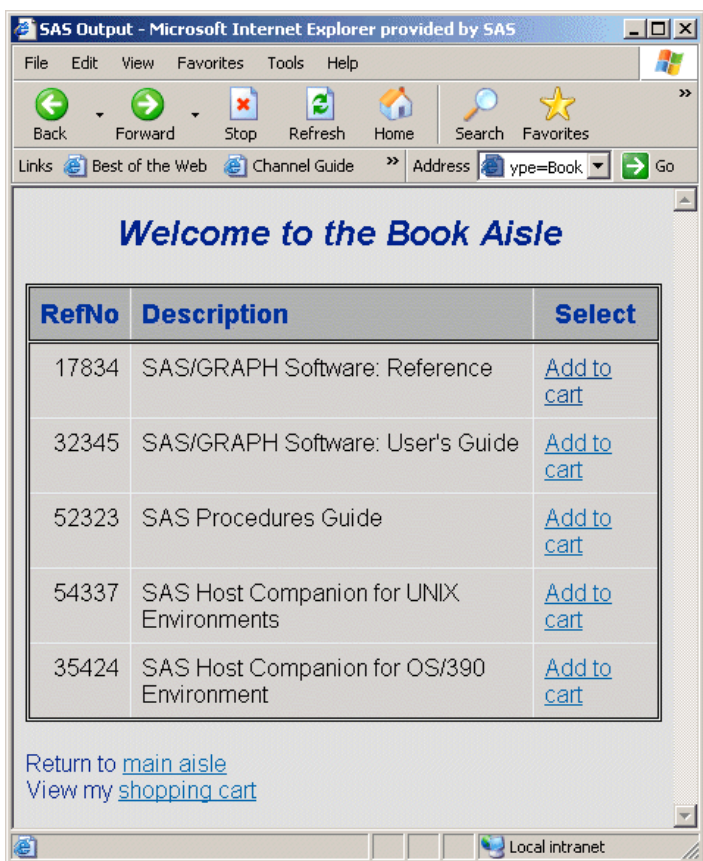 SAS Output - Microsoft Internet Explorer provided by SAS
File Edit View Favorites Tools Help
Back Forward Stop Refresh Home Search Favorites »
Links Best of the Web Channel Guide » Address ype=Book Go
Welcome to the Book Aisle
RefNo Description Select
17834 SAS/GRAPH Software: Reference Add to
cart
32345 SAS/GRAPH Software: User's Guide Add to
cart
52323 SAS Procedures Guide Add to
cart
54337 SAS Host Companion for UNIX Add to
Environments cart
35424 SAS Host Companion for OS/390 Add to
Environment cart
Return to main aisle
View my shopping cart
Local intranet